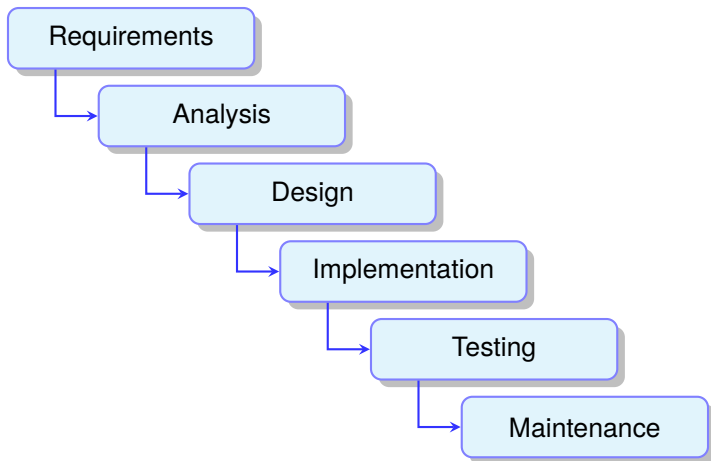 Requirements
Analysis
Design
Implementation
Testing
Maintenance